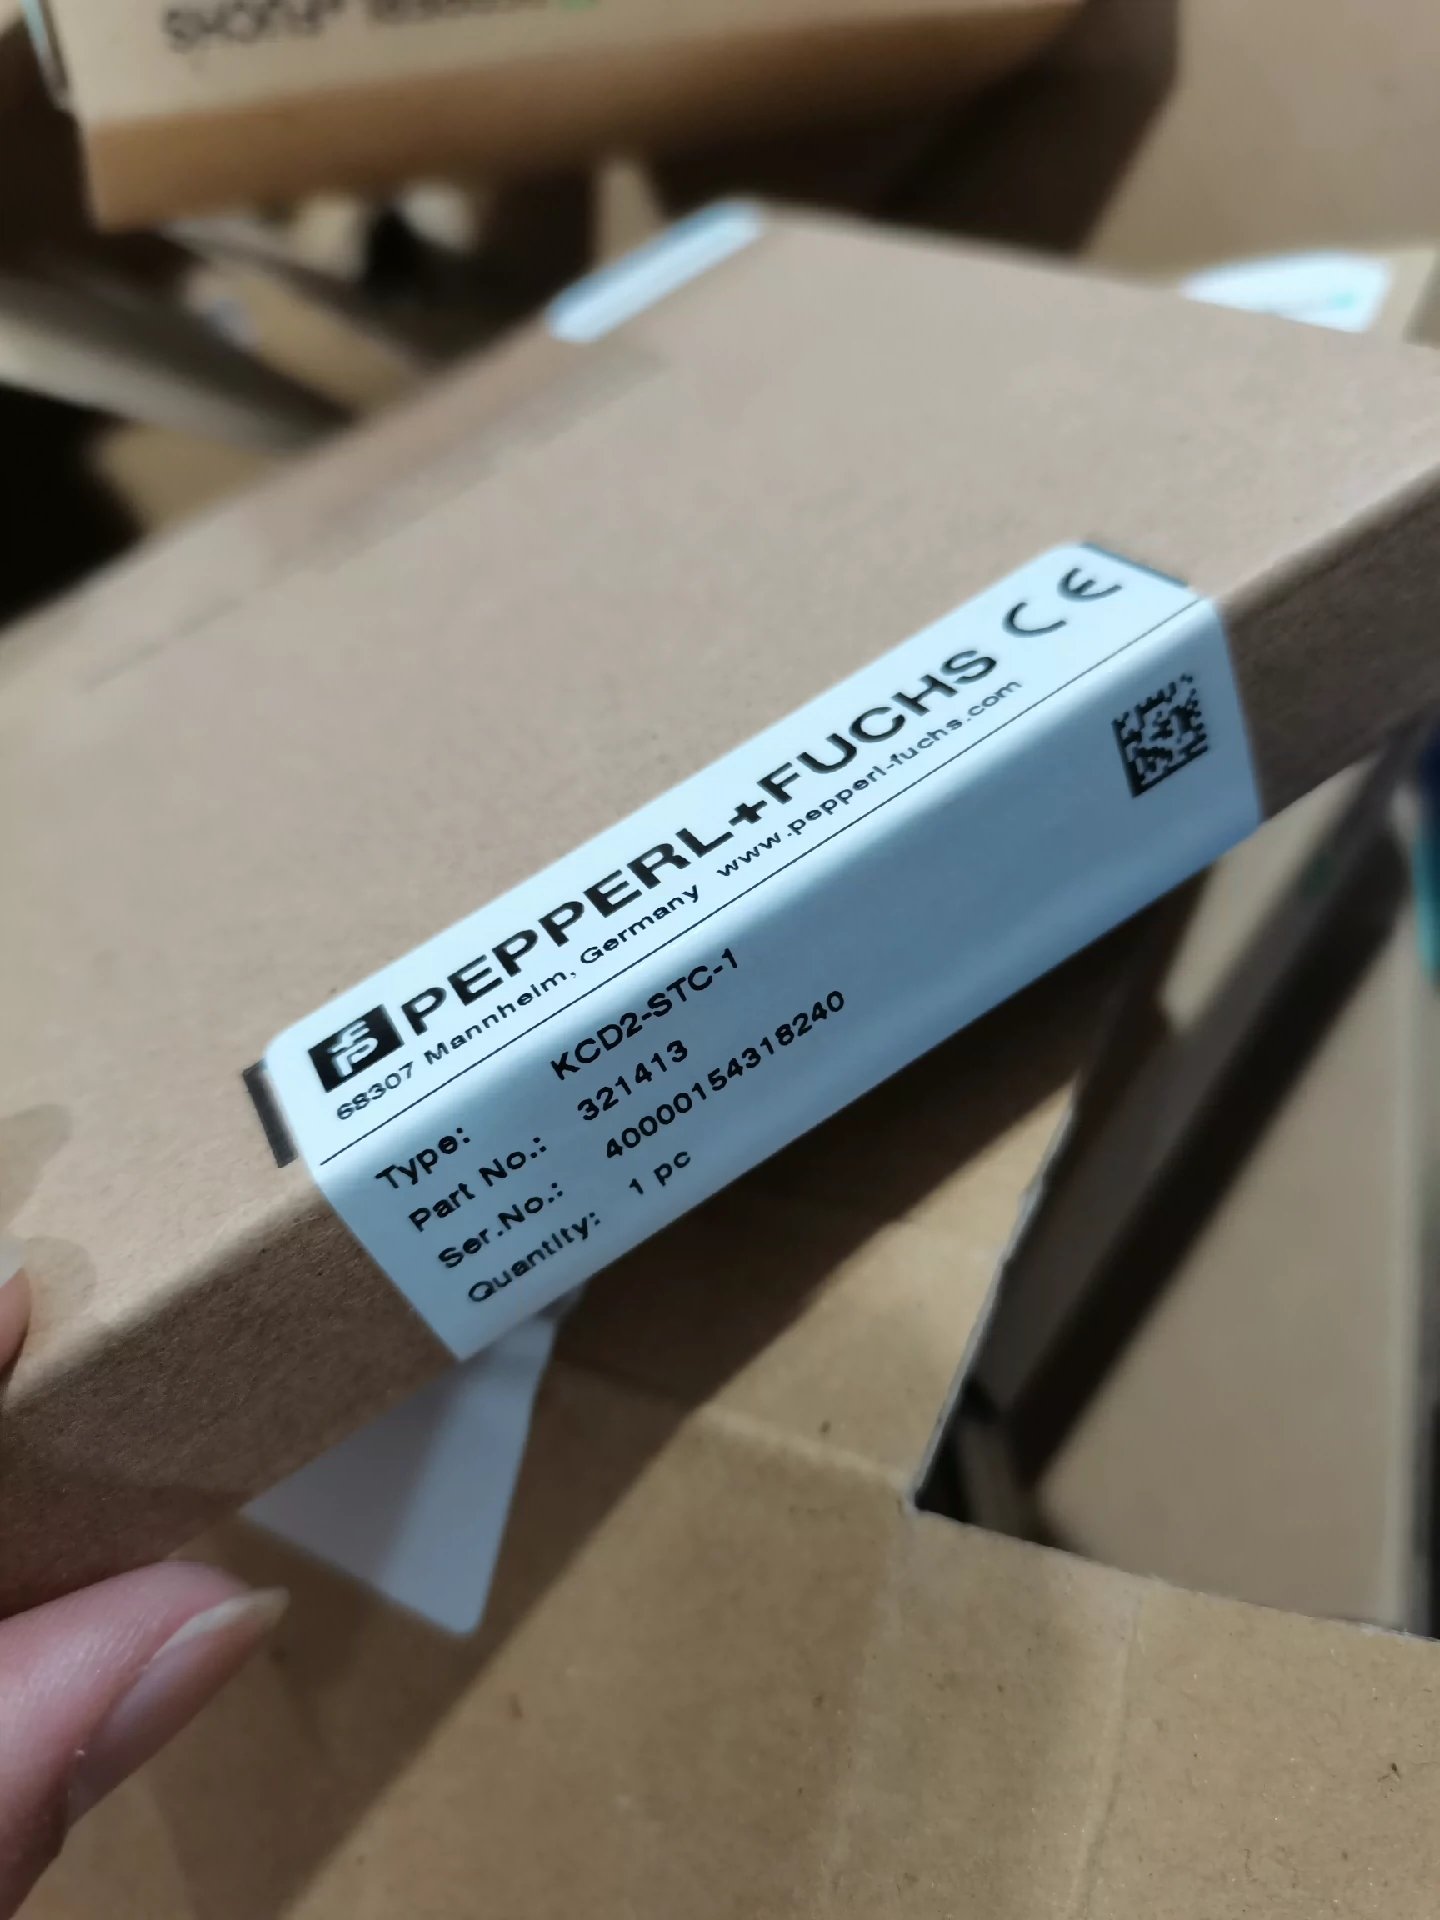 PEPPERL+FUCHS CE
68307 Mannheim, Germany www.pepperl-fuchs.com
Type: KCD2-STC-1
Part No.: 321413
Ser.No.: 40000154318240
Quantity: 1 pc